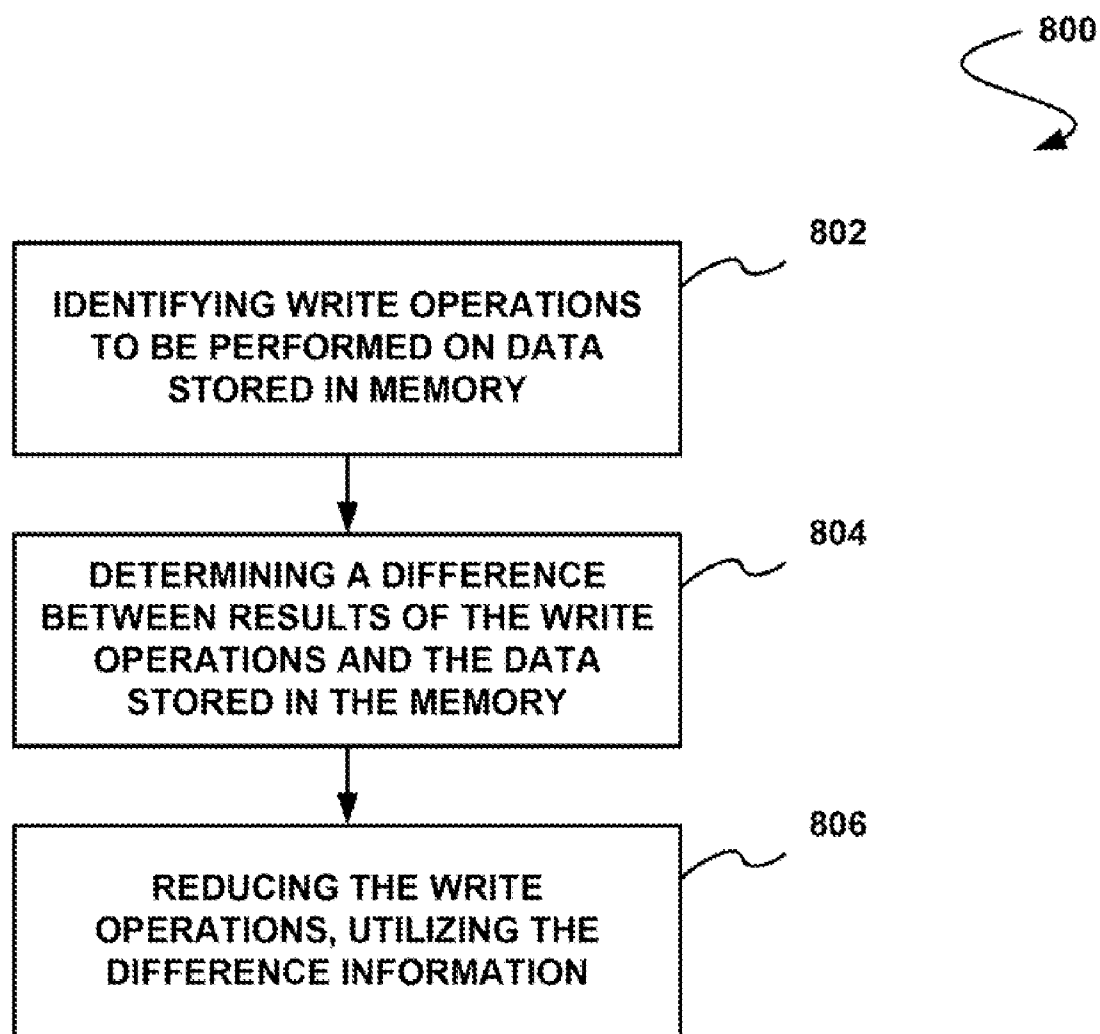 800
802
IDENTIFYING WRITE OPERATIONS
TO BE PERFORMED ON DATA
STORED IN MEMORY
804
DETERMINING A DIFFERENCE
BETWEEN RESULTS OF THE WRITE
OPERATIONS AND THE DATA
STORED IN THE MEMORY
806
REDUCING THE WRITE
OPERATIONS, UTILIZING THE
DIFFERENCE INFORMATION